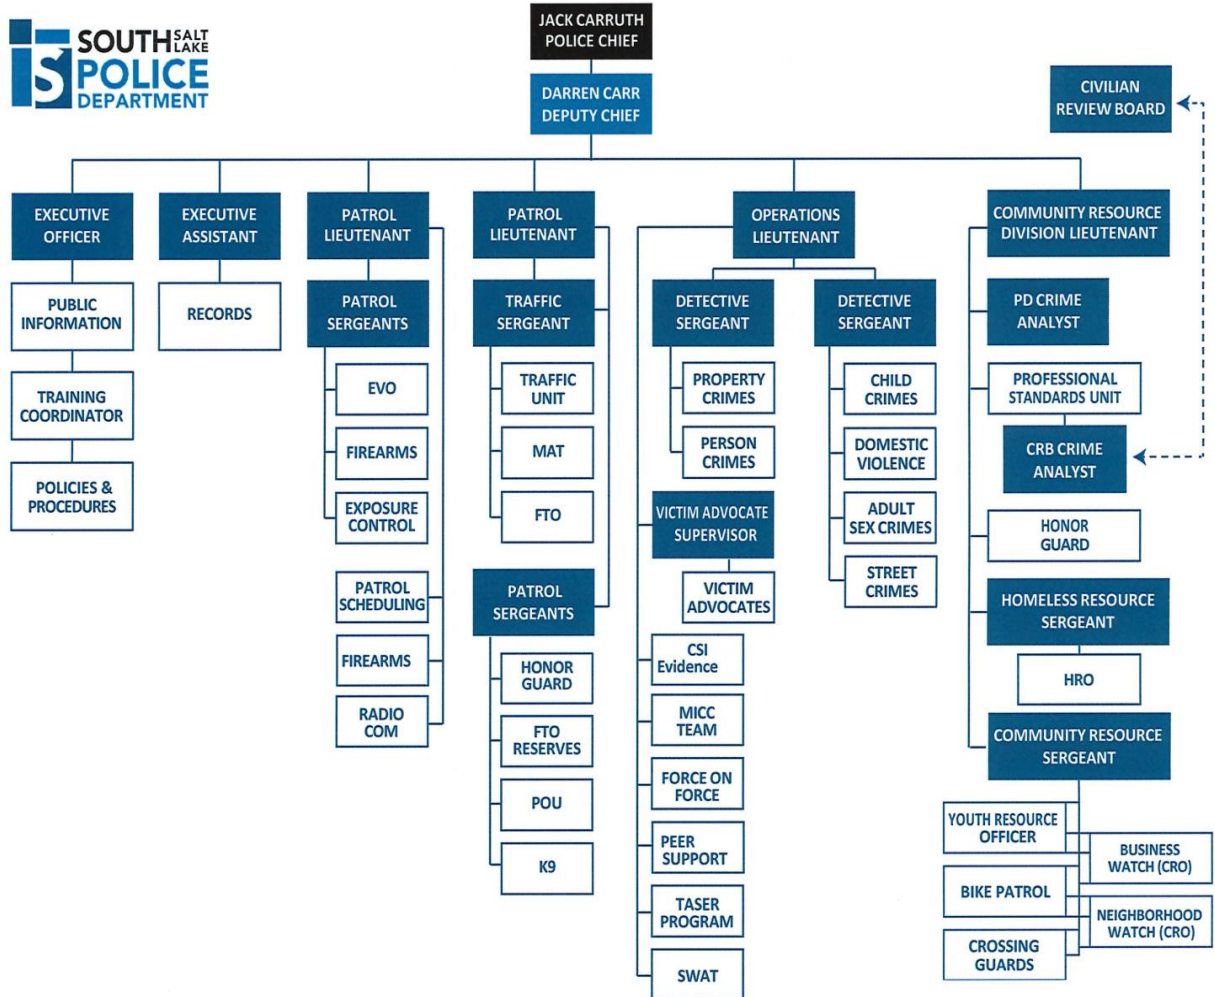 SOUTH SALT LAKE
POLICE
DEPARTMENT
JACK CARRUTH
POLICE CHIEF
DARREN CARR
DEPUTY CHIEF
CIVILIAN
REVIEW BOARD
EXECUTIVE
OFFICER
PUBLIC
INFORMATION
TRAINING
COORDINATOR
POLICIES &
PROCEDURES
EXECUTIVE
ASSISTANT
RECORDS
PATROL
LIEUTENANT
PATROL
SERGEANTS
EVO
FIREARMS
EXPOSURE
CONTROL
PATROL
SCHEDULING
FIREARMS
RADIO
COM
PATROL
LIEUTENANT
TRAFFIC
SERGEANT
TRAFFIC
UNIT
MAT
FTO
PATROL
SERGEANTS
HONOR
GUARD
FTO
RESERVES
POU
K9
OPERATIONS
LIEUTENANT
DETECTIVE
SERGEANT
PROPERTY
CRIMES
PERSON
CRIMES
DETECTIVE
SERGEANT
CHILD
CRIMES
DOMESTIC
VIOLENCE
ADULT
SEX CRIMES
STREET
CRIMES
VICTIM ADVOCATE
SUPERVISOR
VICTIM
ADVOCATES
CSI
Evidence
MICC
TEAM
FORCE ON
FORCE
PEER
SUPPORT
TASER
PROGRAM
SWAT
COMMUNITY RESOURCE
DIVISION LIEUTENANT
PD CRIME
ANALYST
PROFESSIONAL
STANDARDS UNIT
CRB CRIME
ANALYST
HONOR
GUARD
HOMELESS RESOURCE
SERGEANT
HRO
COMMUNITY RESOURCE
SERGEANT
YOUTH RESOURCE
OFFICER
BUSINESS
WATCH (CRO)
BIKE PATROL
NEIGHBORHOOD
WATCH (CRO)
CROSSING
GUARDS